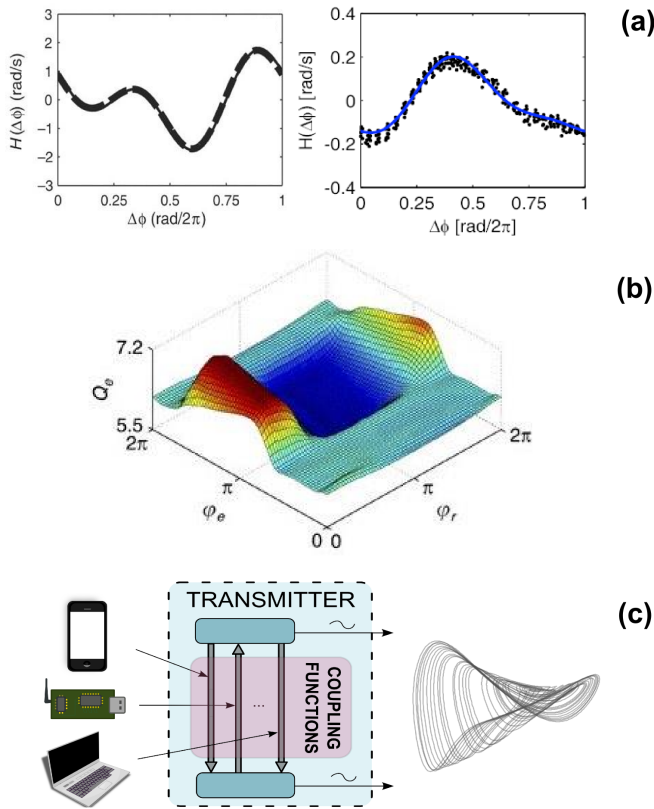 (a)
3
2
1
0
−1
−2
−3
H(Δϕ) (rad/s)
0 0.25 0.5 0.75 1
Δϕ (rad/2π)
0.4
0.2
0
-0.2
-0.4
H(Δϕ) [rad/s]
0 0.25 0.5 0.75 1
Δϕ [rad/2π]
(b)
7.2
Q_e
5.5
2π
π
φ_e
0
0
π
φ_r
2π
(c)
TRANSMITTER
COUPLING
FUNCTIONS
...